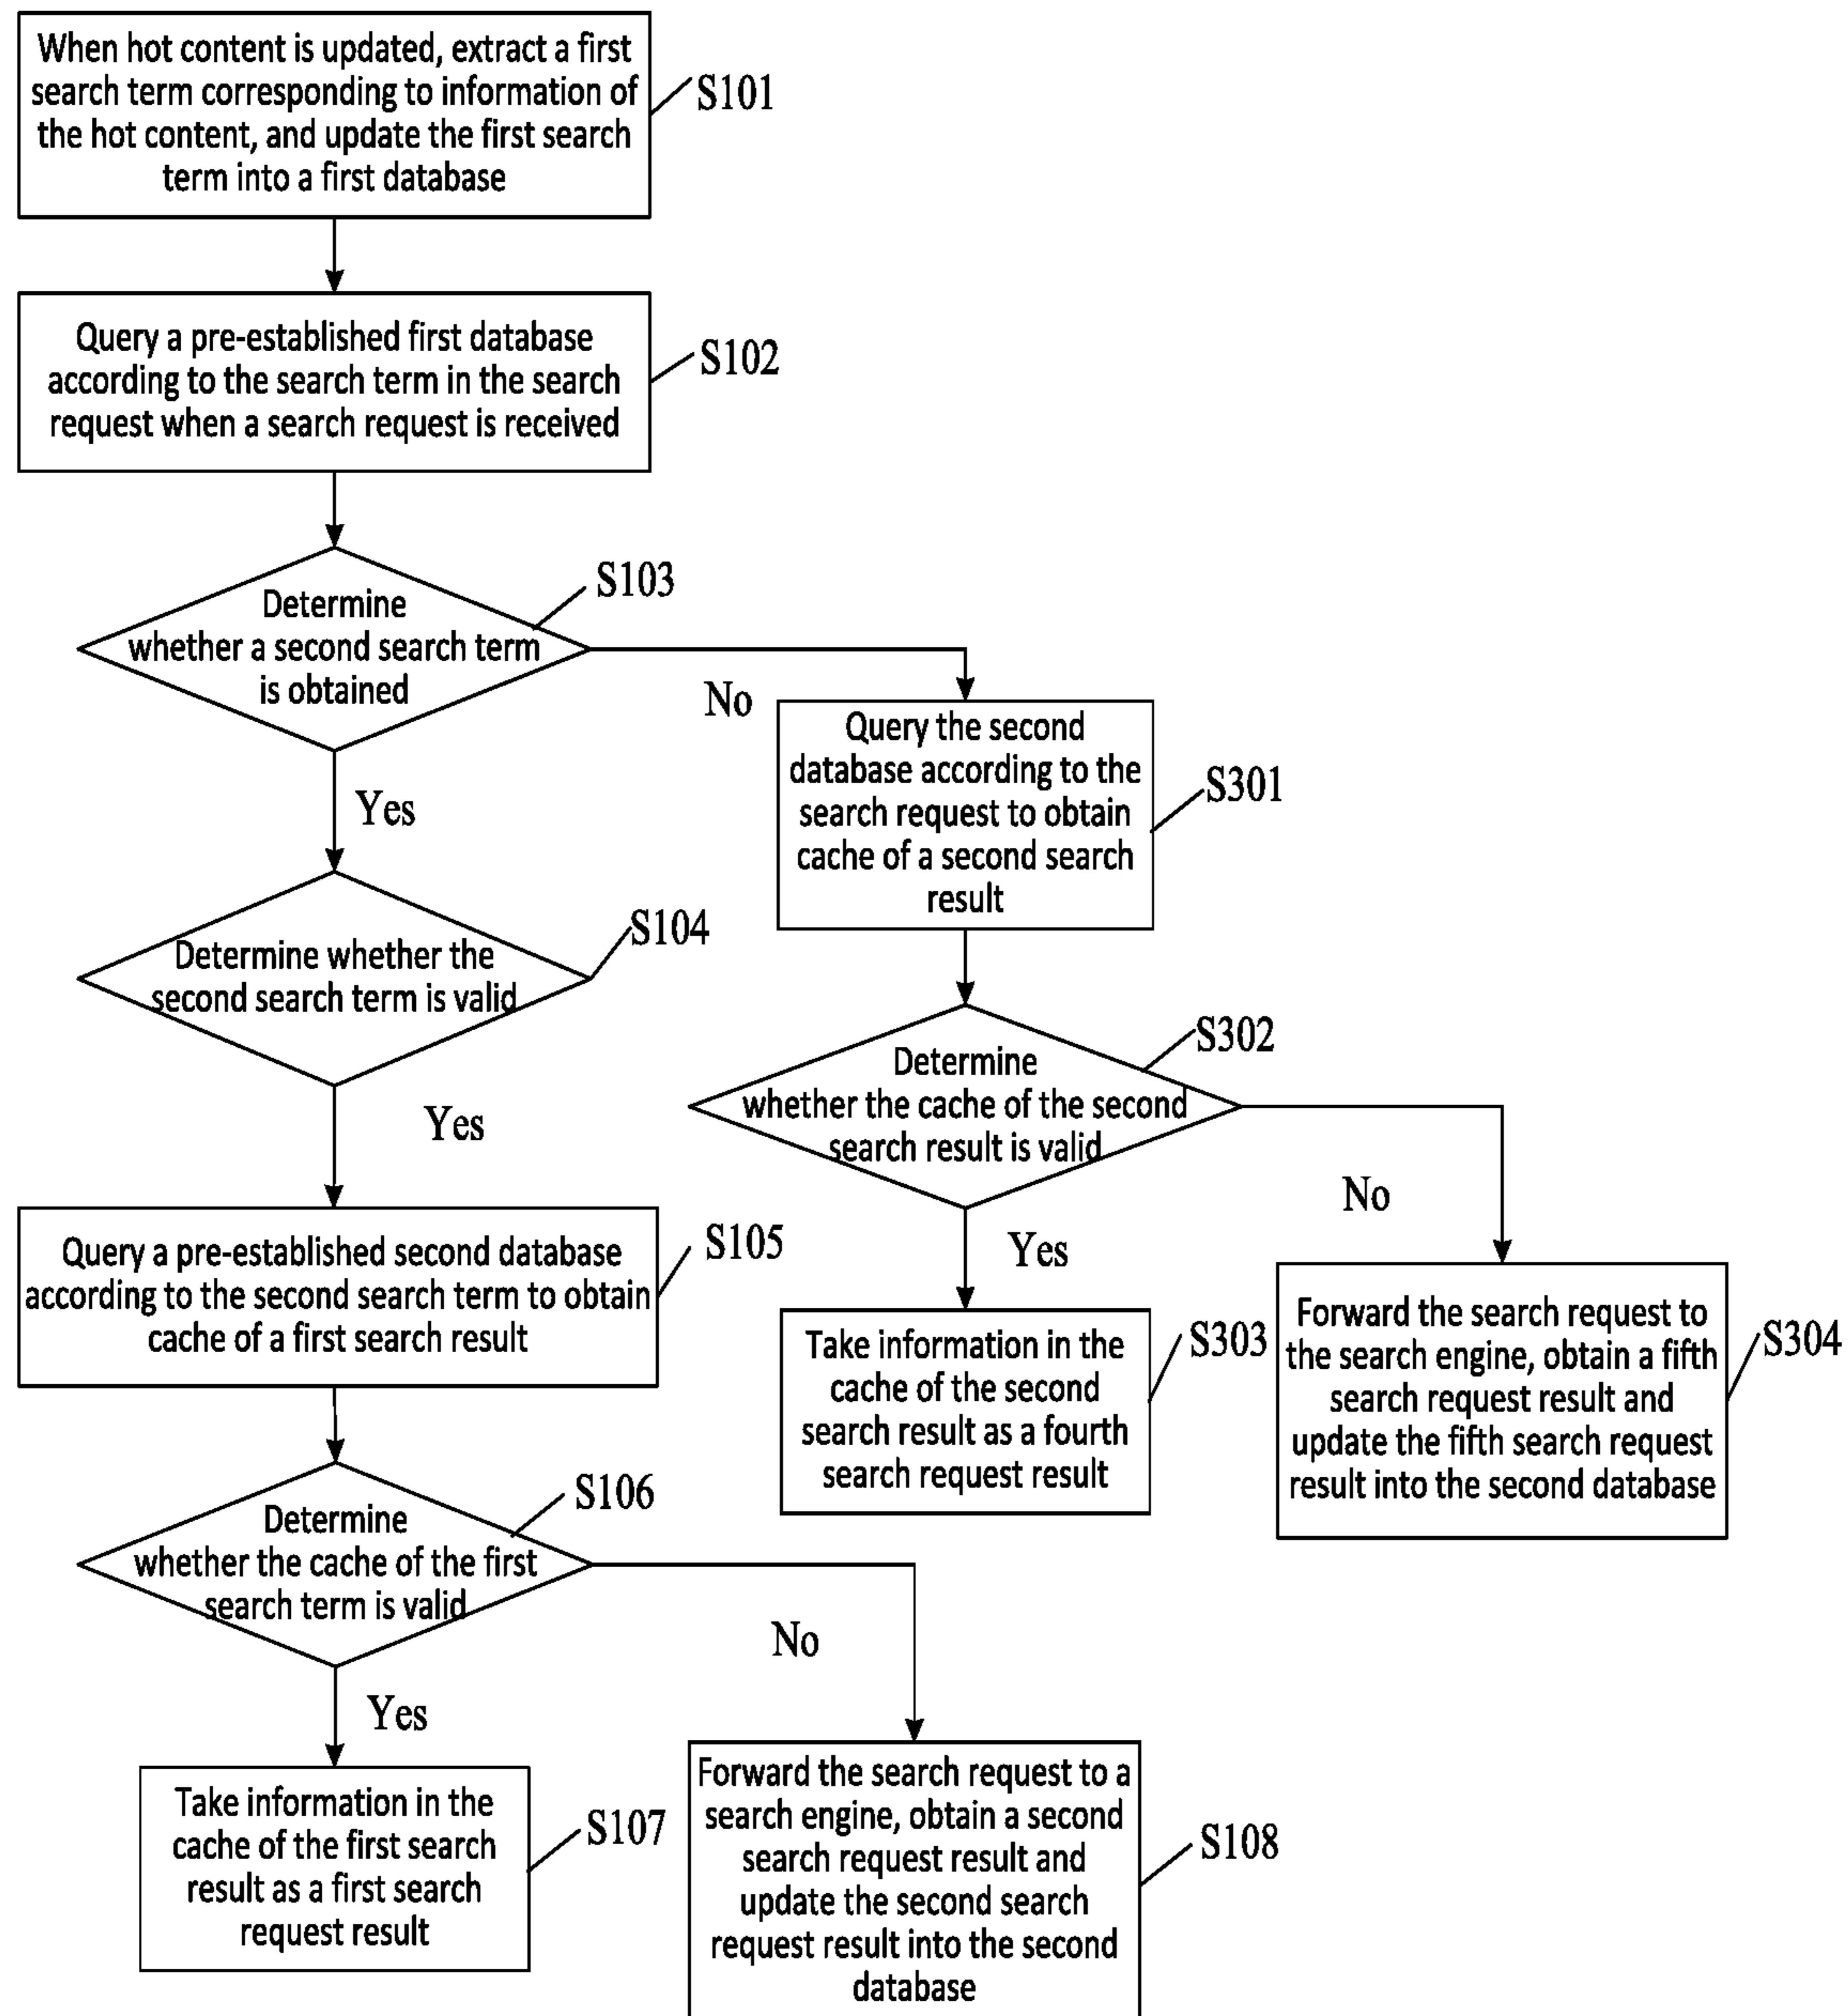 When hot content is updated, extract a first
search term corresponding to information of
the hot content, and update the first search
term into a first database
S101
Query a pre-established first database
according to the search term in the search
request when a search request is received
S102
Determine
whether a second search term
is obtained
S103
No
Yes
Query the second
database according to the
search request to obtain
cache of a second search
result
S301
Determine whether the
second search term is valid
S104
Yes
Determine
whether the cache of the second
search result is valid
S302
No
Yes
Query a pre-established second database
according to the second search term to obtain
cache of a first search result
S105
Take information in the
cache of the second
search result as a fourth
search request result
S303
Forward the search request to
the search engine, obtain a fifth
search request result and
update the fifth search request
result into the second database
S304
Determine
whether the cache of the first
search term is valid
S106
No
Yes
Take information in the
cache of the first search
result as a first search
request result
S107
Forward the search request to a
search engine, obtain a second
search request result and
update the second search
request result into the second
database
S108